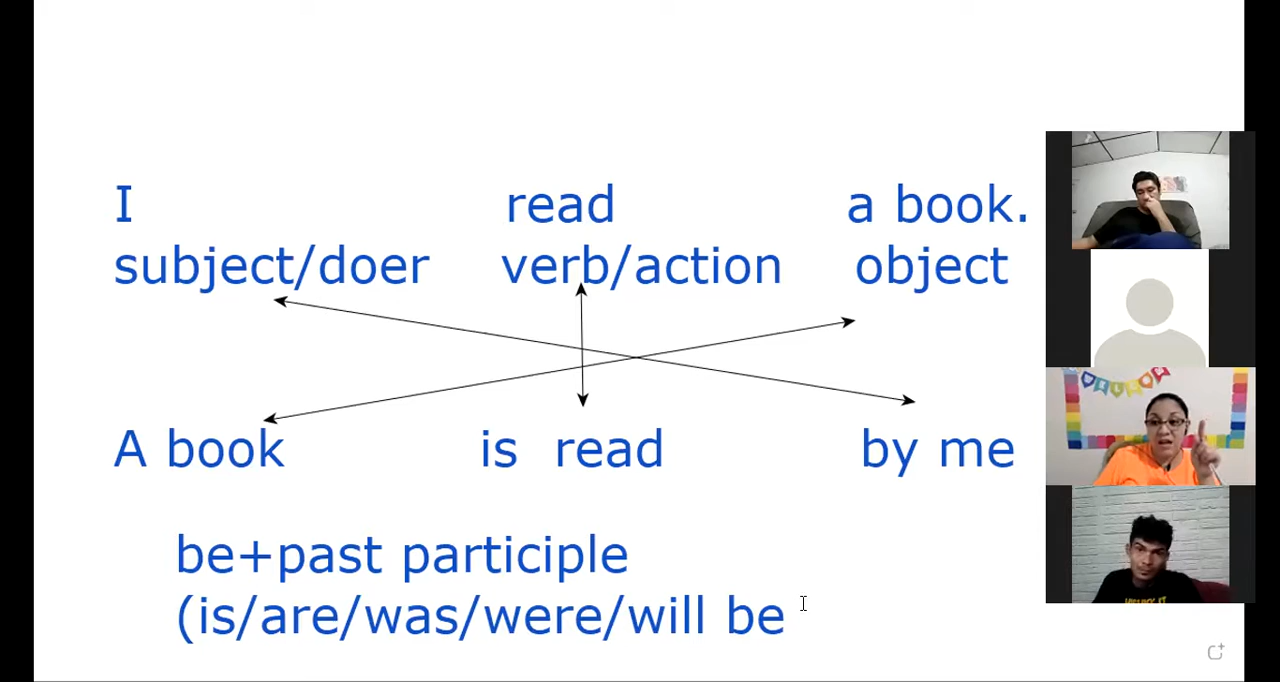 I read a book.
subject/doer verb/action object
A book is read by me
be+past participle
(is/are/was/were/will be